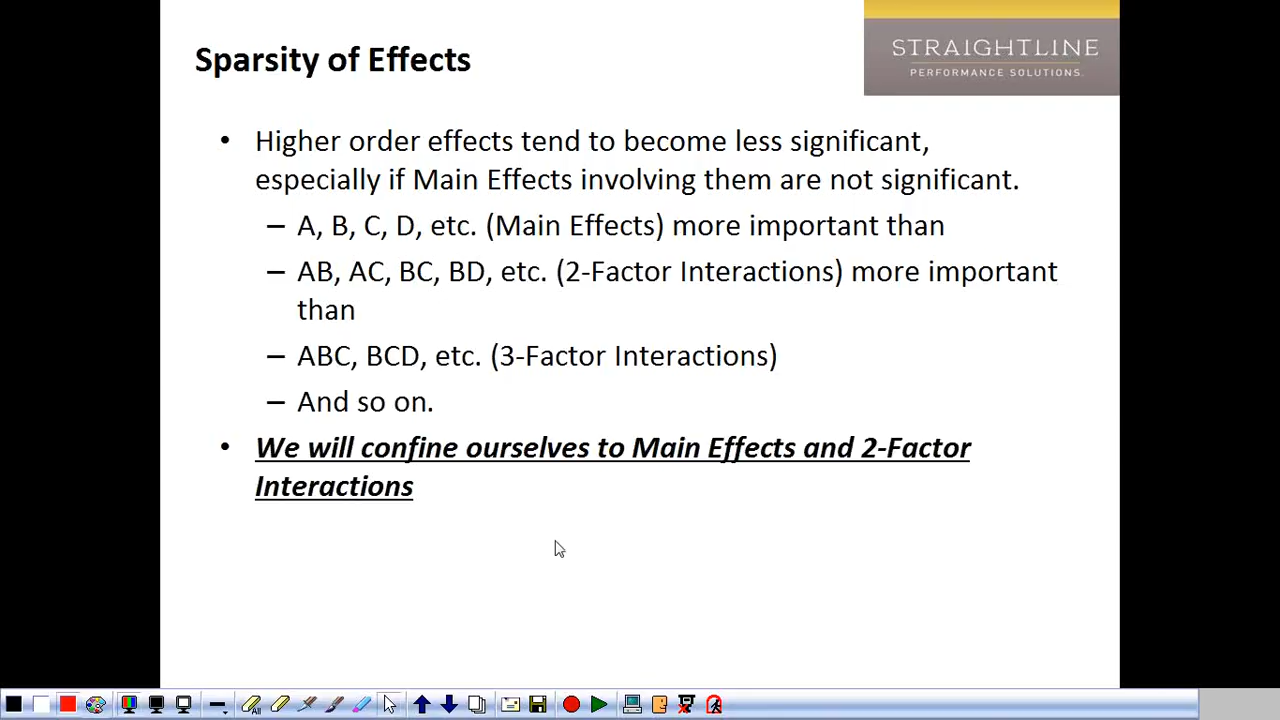 Sparsity of Effects
STRAIGHTLINE
PERFORMANCE SOLUTIONS.
• Higher order effects tend to become less significant,
especially if Main Effects involving them are not significant.
– A, B, C, D, etc. (Main Effects) more important than
– AB, AC, BC, BD, etc. (2-Factor Interactions) more important
than
– ABC, BCD, etc. (3-Factor Interactions)
– And so on.
• We will confine ourselves to Main Effects and 2-Factor
Interactions
All